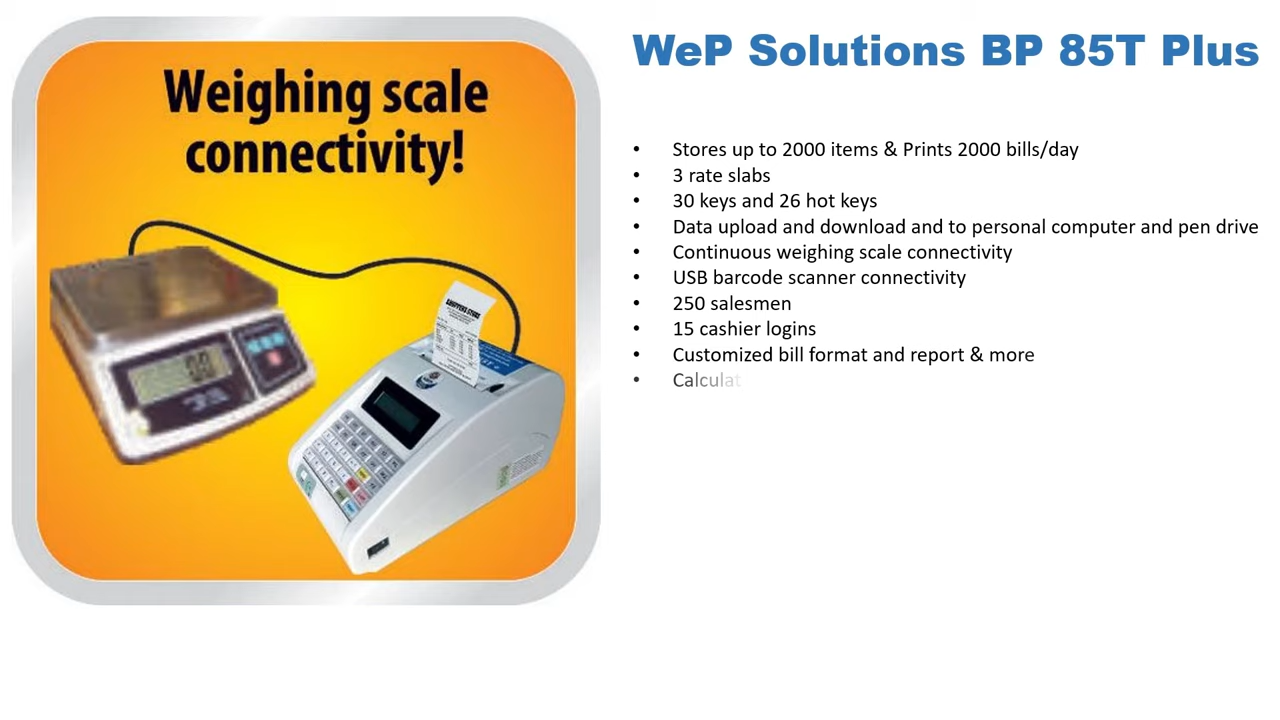 Weighing scale
connectivity!
WeP Solutions BP 85T Plus
• Stores up to 2000 items & Prints 2000 bills/day
• 3 rate slabs
• 30 keys and 26 hot keys
• Data upload and download and to personal computer and pen drive
• Continuous weighing scale connectivity
• USB barcode scanner connectivity
• 250 salesmen
• 15 cashier logins
• Customized bill format and report & more
• Calculat